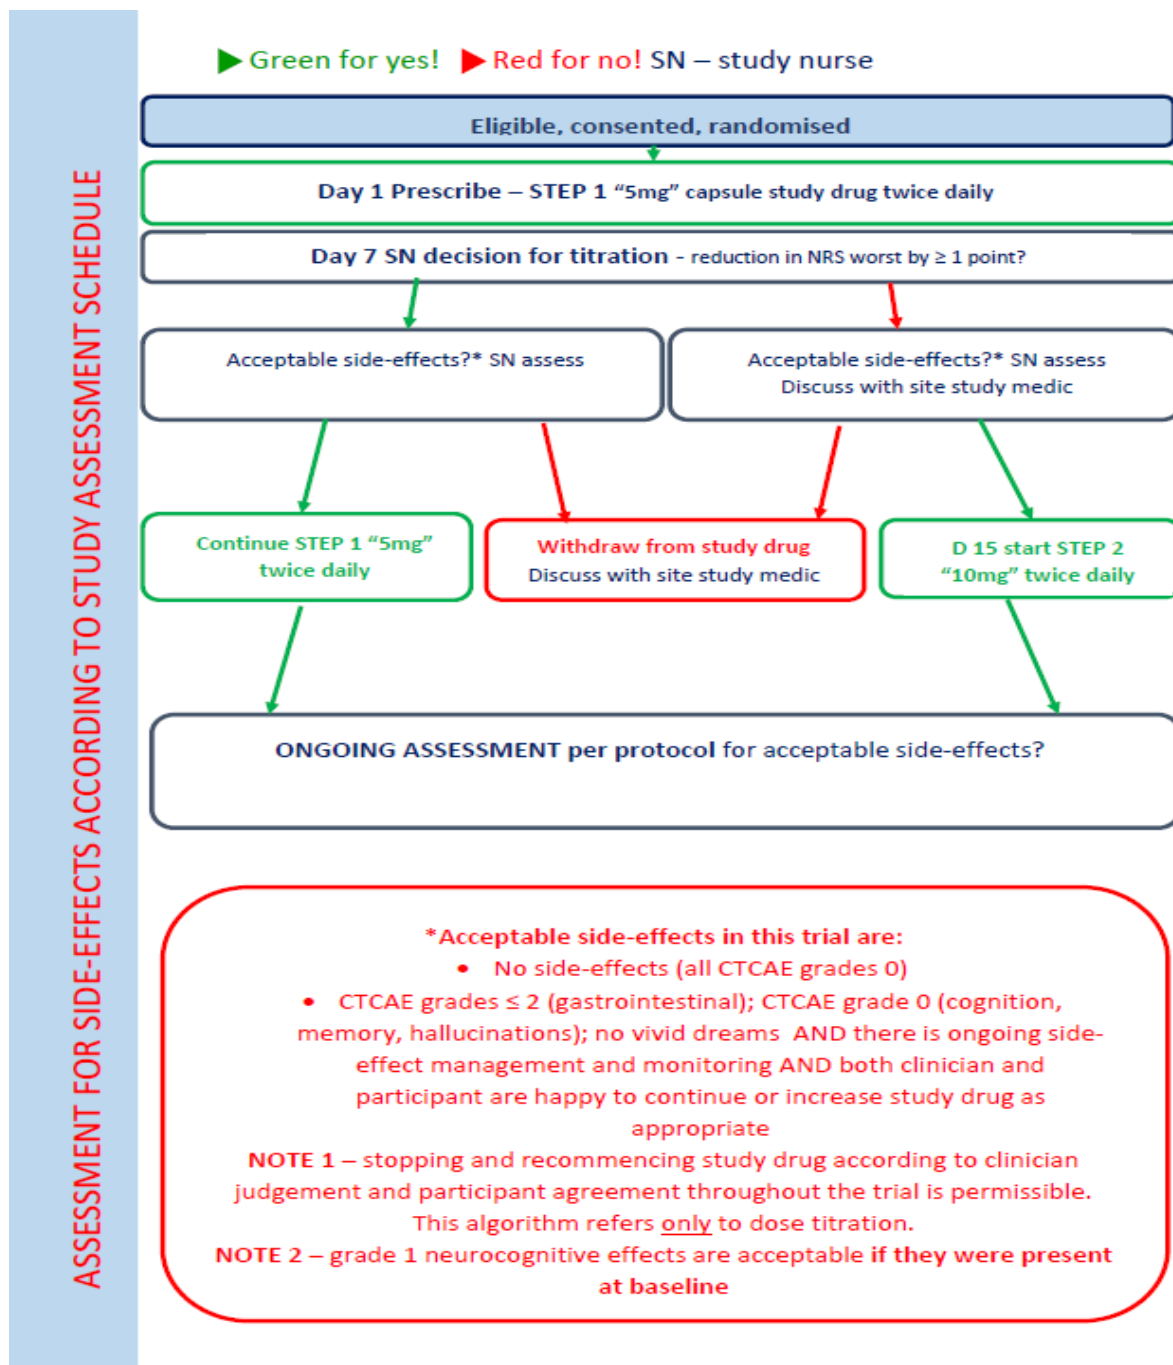 ASSESSMENT FOR SIDE-EFFECTS ACCORDING TO STUDY ASSESSMENT SCHEDULE
Green for yes! Red for no! SN – study nurse
Eligible, consented, randomised
Day 1 Prescribe – STEP 1 “5mg” capsule study drug twice daily
Day 7 SN decision for titration - reduction in NRS worst by ≥ 1 point?
Acceptable side-effects?* SN assess
Acceptable side-effects?* SN assess
Discuss with site study medic
Continue STEP 1 “5mg”
twice daily
Withdraw from study drug
Discuss with site study medic
D 15 start STEP 2
“10mg” twice daily
ONGOING ASSESSMENT per protocol for acceptable side-effects?
*Acceptable side-effects in this trial are:
• No side-effects (all CTCAE grades 0)
• CTCAE grades ≤ 2 (gastrointestinal); CTCAE grade 0 (cognition,
memory, hallucinations); no vivid dreams AND there is ongoing side-
effect management and monitoring AND both clinician and
participant are happy to continue or increase study drug as
appropriate
NOTE 1 – stopping and recommencing study drug according to clinician
judgement and participant agreement throughout the trial is permissible.
This algorithm refers only to dose titration.
NOTE 2 – grade 1 neurocognitive effects are acceptable if they were present
at baseline